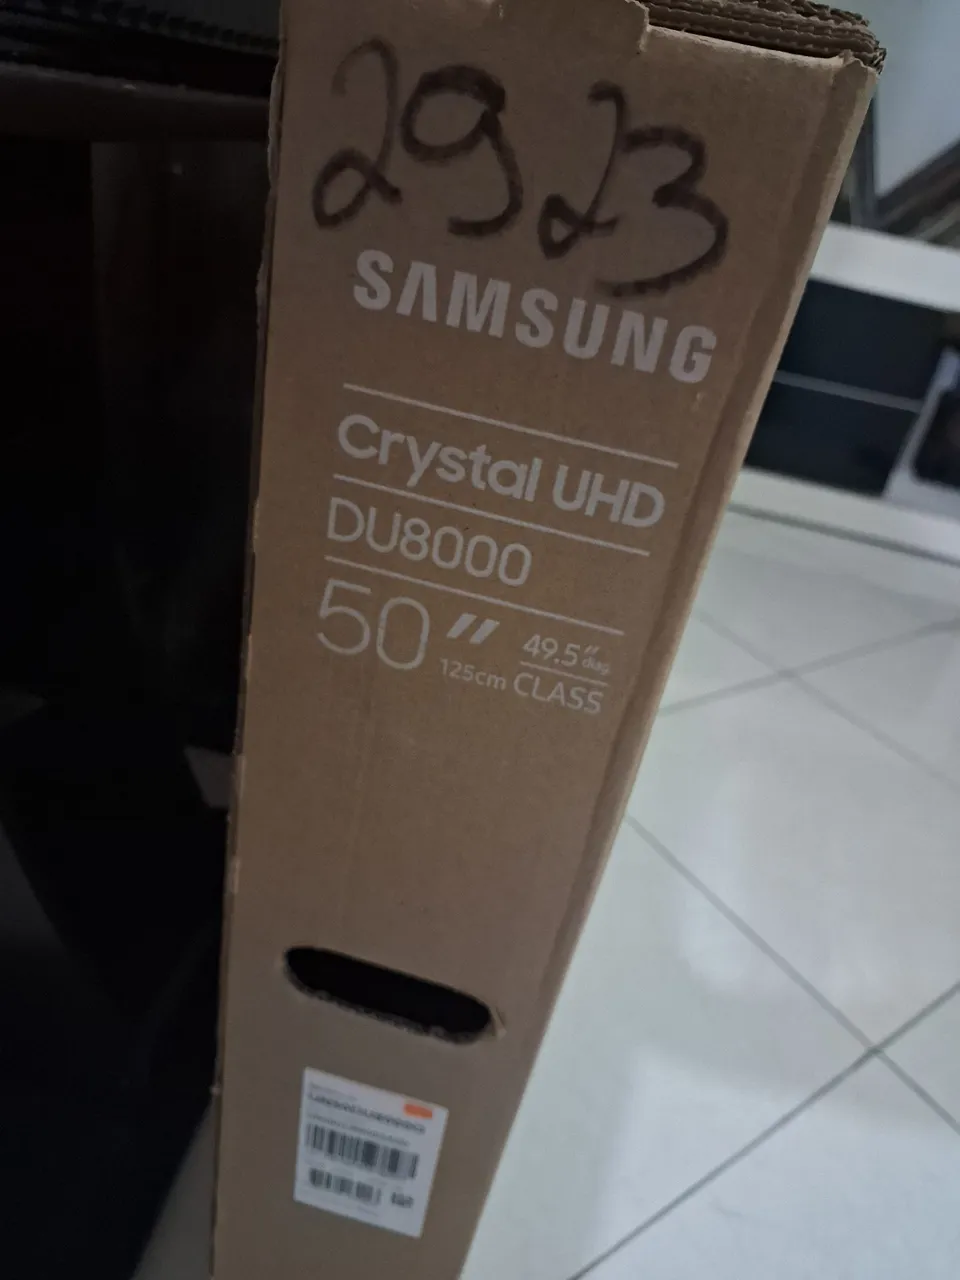 2923
SAMSUNG
Crystal UHD
DU8000
50″ 49.5″ diag.
125cm CLASS